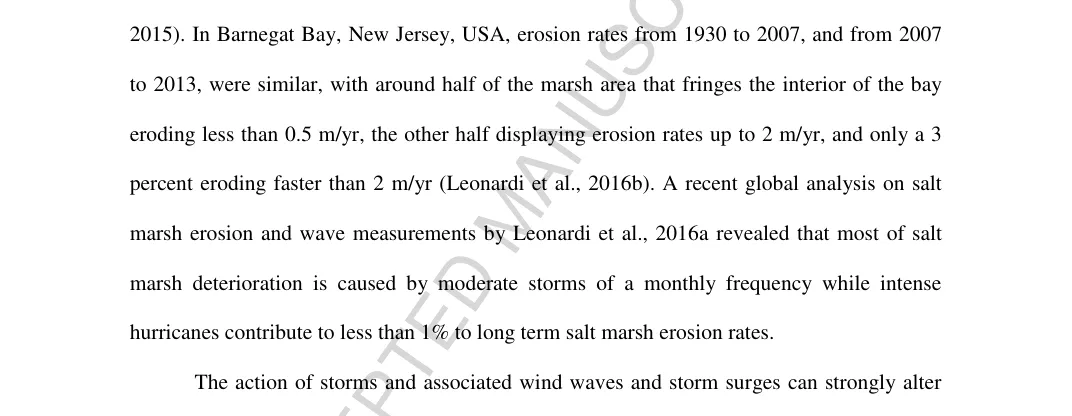 2015). In Barnegat Bay, New Jersey, USA, erosion rates from 1930 to 2007, and from 2007
to 2013, were similar, with around half of the marsh area that fringes the interior of the bay
eroding less than 0.5 m/yr, the other half displaying erosion rates up to 2 m/yr, and only a 3
percent eroding faster than 2 m/yr (Leonardi et al., 2016b). A recent global analysis on salt
marsh erosion and wave measurements by Leonardi et al., 2016a revealed that most of salt
marsh deterioration is caused by moderate storms of a monthly frequency while intense
hurricanes contribute to less than 1% to long term salt marsh erosion rates.
The action of storms and associated wind waves and storm surges can strongly alter